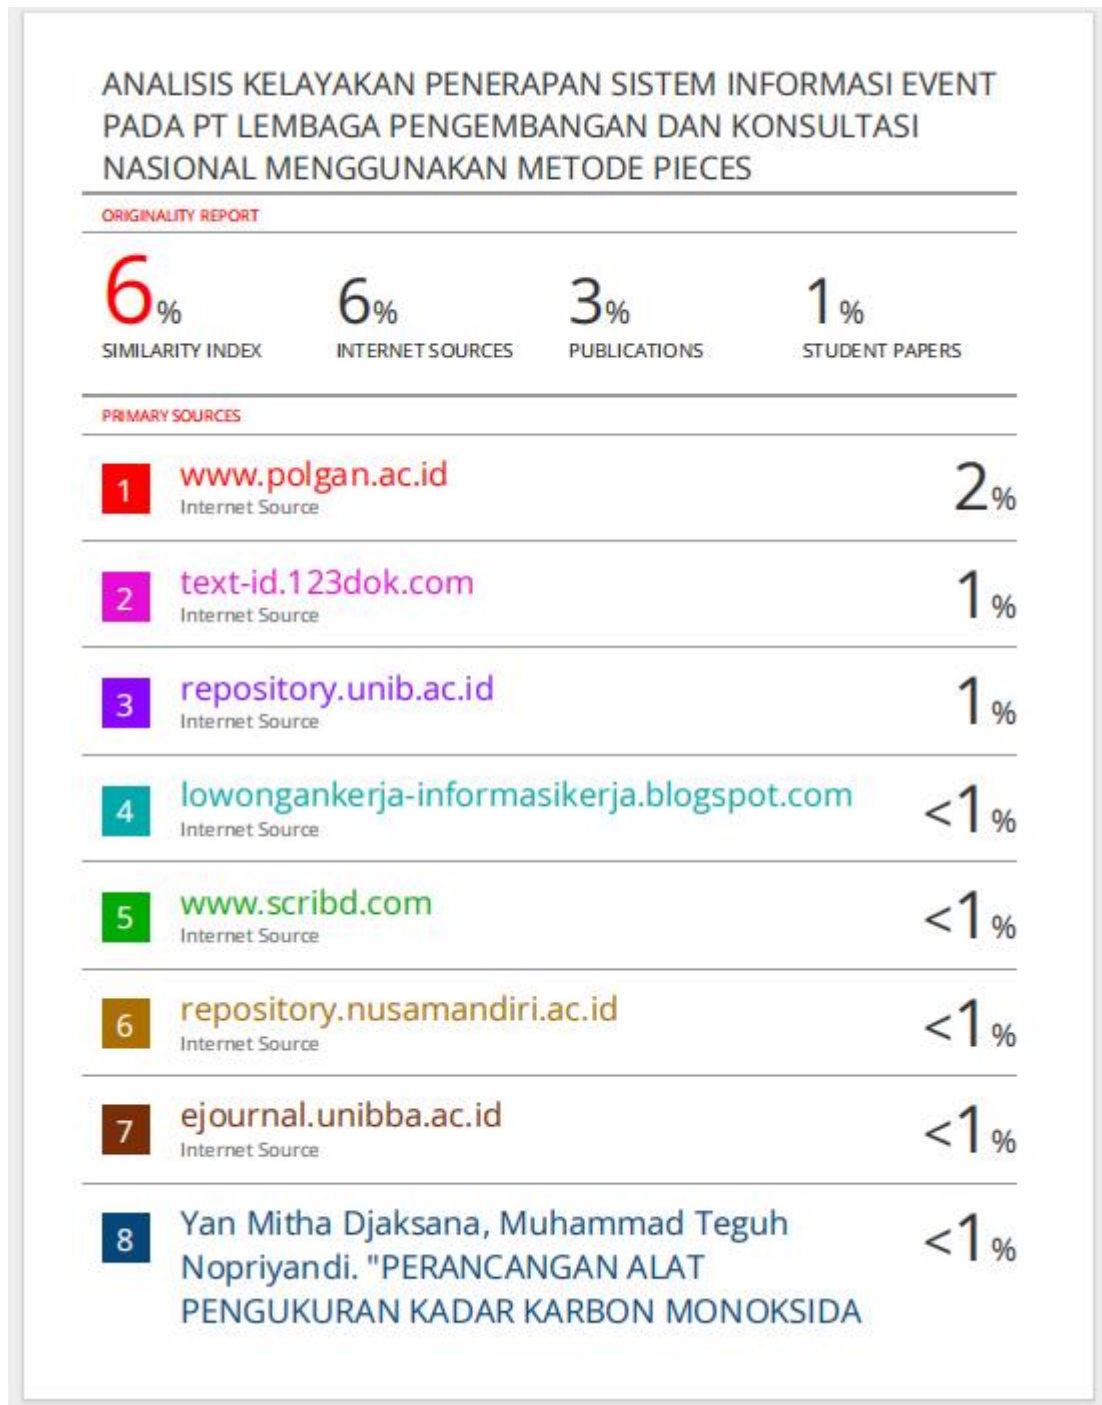 ANALISIS KELAYAKAN PENERAPAN SISTEM INFORMASI EVENT
PADA PT LEMBAGA PENGEMBANGAN DAN KONSULTASI
NASIONAL MENGGUNAKAN METODE PIECES
ORIGINALITY REPORT
6% 6% 3% 1%
SIMILARITY INDEX INTERNET SOURCES PUBLICATIONS STUDENT PAPERS
PRIMARY SOURCES
1 www.polgan.ac.id 2%
Internet Source
2 text-id.123dok.com 1%
Internet Source
3 repository.unib.ac.id 1%
Internet Source
4 lowongankerja-informasikerja.blogspot.com <1%
Internet Source
5 www.scribd.com <1%
Internet Source
6 repository.nusamandiri.ac.id <1%
Internet Source
7 ejournal.unibba.ac.id <1%
Internet Source
8 Yan Mitha Djaksana, Muhammad Teguh <1%
Nopriyandi. "PERANCANGAN ALAT
PENGUKURAN KADAR KARBON MONOKSIDA